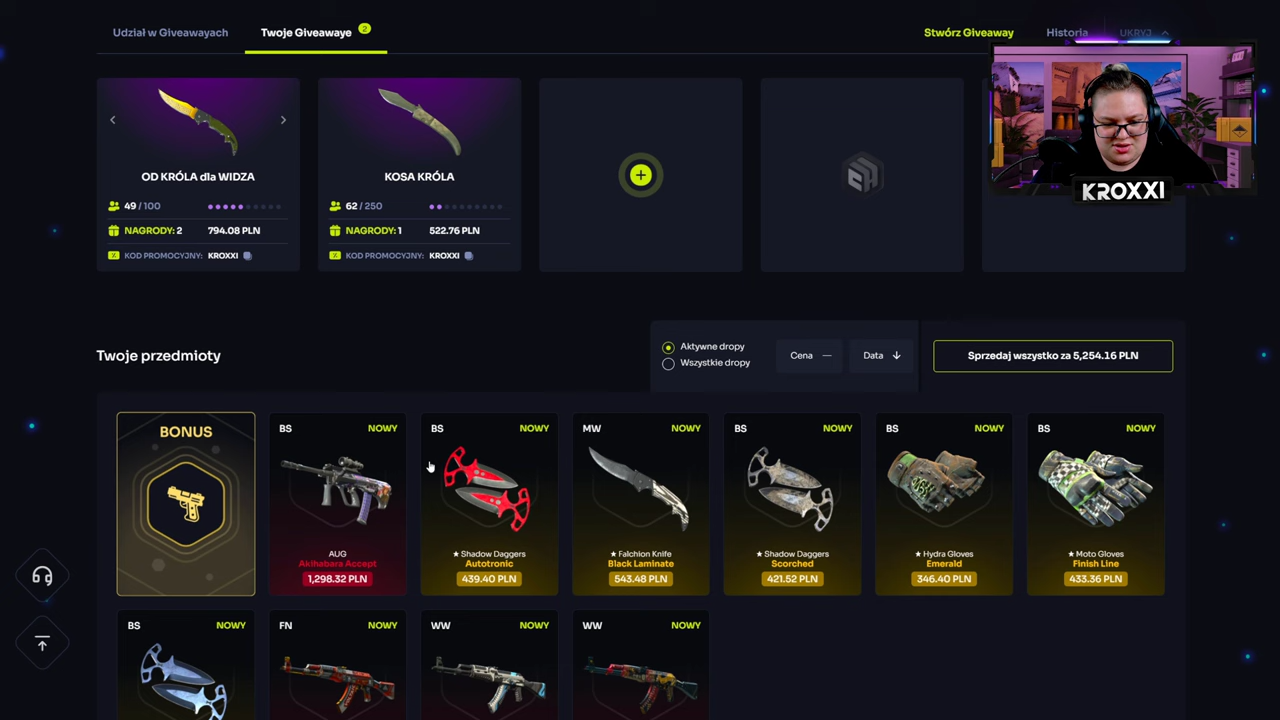 Udział w Giveawayach
Twoje Giveawaye 2
Stwórz Giveaway
Historia
UKRYJ
OD KRÓLA dla WIDZA
49 / 100
NAGRODY: 2 794.08 PLN
KOD PROMOCYJNY: KROXXI
KOSA KRÓLA
62 / 250
NAGRODY: 1 522.76 PLN
KOD PROMOCYJNY: KROXXI
KROXXI
Twoje przedmioty
Aktywne dropy
Wszystkie dropy
Cena
Data
Sprzedaj wszystko za 5,254.16 PLN
BONUS
BS NOWY
AUG
Akihabara Accept
1,298.32 PLN
BS NOWY
★ Shadow Daggers
Autotronic
439.40 PLN
MW NOWY
★ Falchion Knife
Black Laminate
543.48 PLN
BS NOWY
★ Shadow Daggers
Scorched
421.52 PLN
BS NOWY
★ Hydra Gloves
Emerald
346.40 PLN
BS NOWY
★ Moto Gloves
Finish Line
433.36 PLN
BS NOWY
FN NOWY
WW NOWY
WW NOWY